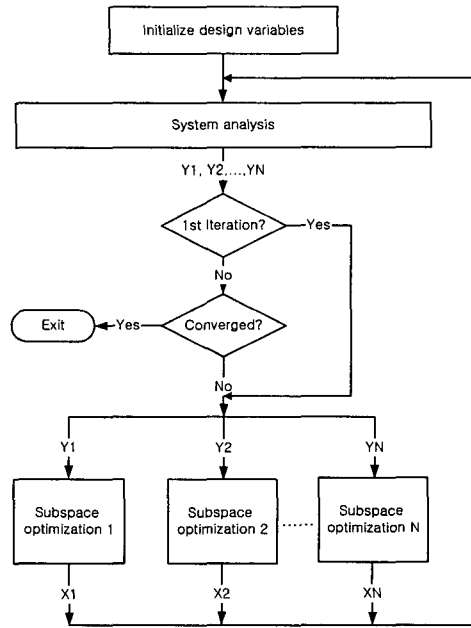 Initialize design variables
System analysis
Y1, Y2,...,YN
1st Iteration?
Yes
No
Exit
Yes
Converged?
No
Y1
Y2
YN
Subspace
optimization 1
Subspace
optimization 2
Subspace
optimization N
X1
X2
XN